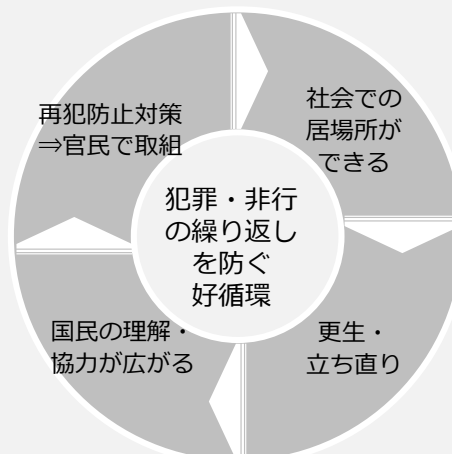 再犯防止対策
⇒官民で取組
社会での
居場所が
できる
犯罪・非行
の繰り返し
を防ぐ
好循環
国民の理解・
協力が広がる
更生・
立ち直り